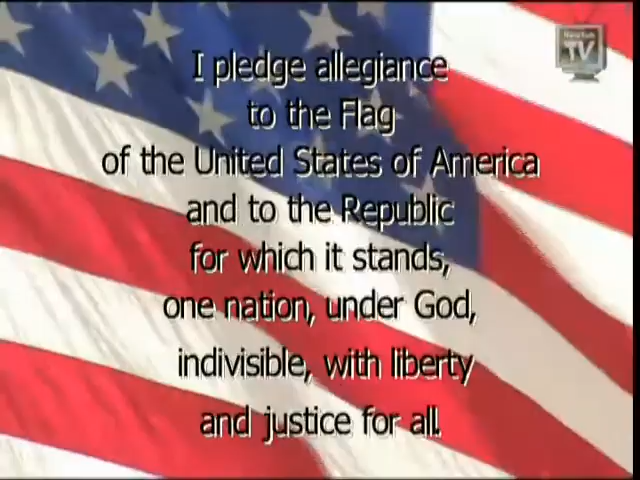 TV
I pledge allegiance
to the Flag
of the United States of America
and to the Republic
for which it stands,
one nation, under God,
indivisible, with liberty
and justice for all.